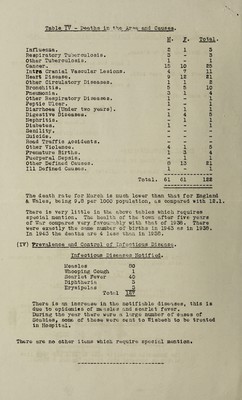 Table IV - Deaths in the Area and Causes.
M. F. Total.
Influenza. 2 1 3
Respiratory Tuberculosis. 3 - 3
Other Tuberculosis. 1 - 1
Cancer. 15 10 25
Intra Cranial Vascular Lesions. 4 7 11
Heart Disease. 9 12 21
Other Circulatory Diseases. 1 1 2
Bronchitis. 5 5 10
Pneumonia. 3 1 4
Other Respiratory Diseases. - - -
Peptic Ulcer. 1 - 1
Diarrhoea (Under two years). 1 - 1
Digestive Diseases. 1 4 5
Nephritis. - 1 1
Diabetes. 1 - 1
Senility. - - -
Suicide. - - -
Road Traffic Accidents. - - -
Other Violence. 4 1 5
Premature Births. 1 3 4
Puerperal Sepsis. - 1 1
Other Defined Causes. 8 13 21
Ill Defined Causes. 1 - 1
Total. 61 61 122
The death rate for March is much lower than that for England
& Wales, being 9.8 per 1000 population, as compared with 12.1.
There is very little in the above tables which requires
special mention. The health of the town after five years
of War compares very favourably with that of 1938. There
were exactly the same number of births in 1943 as in 1938.
In 1943 the deaths are 4 less than in 1938.
(IV) Prevalence and Control of Infectious Disease.
Infectious Diseases Notified.
Measles
Whooping Cough 1
Scarlet Fever 40
Diphtheria
Erysipelas
Total
There is an increase in the notifiable diseases, this is
due to epidemics of measles and scarlet fever.
During the year there were a large number of cases of
Scabies, some of these were sent to Wisbech to be treated
in Hospital.
There are no other items which require special mention.